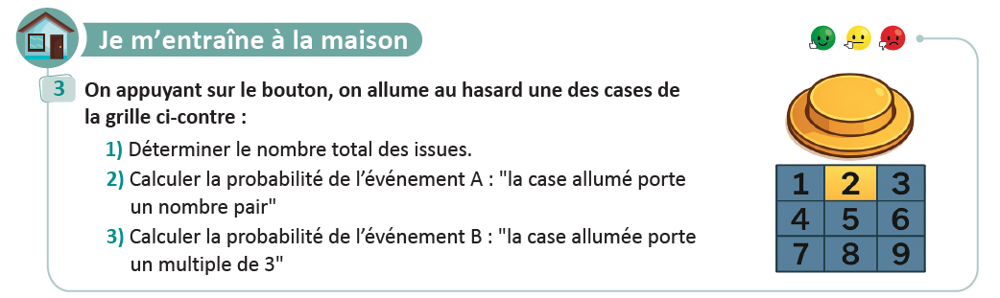 Je m'entraîne à la maison
3 On appuyant sur le bouton, on allume au hasard une des cases de
la grille ci-contre :
1) Déterminer le nombre total des issues.
2) Calculer la probabilité de l'événement A : "la case allumé porte
un nombre pair"
3) Calculer la probabilité de l'événement B : "la case allumée porte
un multiple de 3"
1 2 3
4 5 6
7 8 9